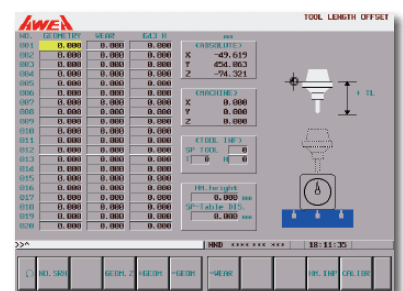 AWEA
TOOL LENGTH OFFSET
NO. GEOMETRY WEAR G43 H mm
001 0.000 0.000 0.000 (ABSOLUTE)
002 0.000 0.000 0.000 X -49.619
003 0.000 0.000 0.000 Y 454.063
004 0.000 0.000 0.000 Z -74.321
005 0.000 0.000 0.000
006 0.000 0.000 0.000 (MACHINE) + TL
007 0.000 0.000 0.000 X 0.000
008 0.000 0.000 0.000 Y 0.000
009 0.000 0.000 0.000 Z 0.000
010 0.000 0.000 0.000
011 0.000 0.000 0.000 (TOOL INF)
012 0.000 0.000 0.000 SP TOOL 0
013 0.000 0.000 0.000 T 0 H 0
014 0.000 0.000 0.000
015 0.000 0.000 0.000
016 0.000 0.000 0.000 HM.height
017 0.000 0.000 0.000 0.000 mm
018 0.000 0.000 0.000 SP-Table DIS.
019 0.000 0.000 0.000 0.000 mm
020 0.000 0.000 0.000
>>^ HND **** *** *** 18:11:35
NO.SRH GEOM.Z +GEOM -GEOM -WEAR HM.INP CALIBR